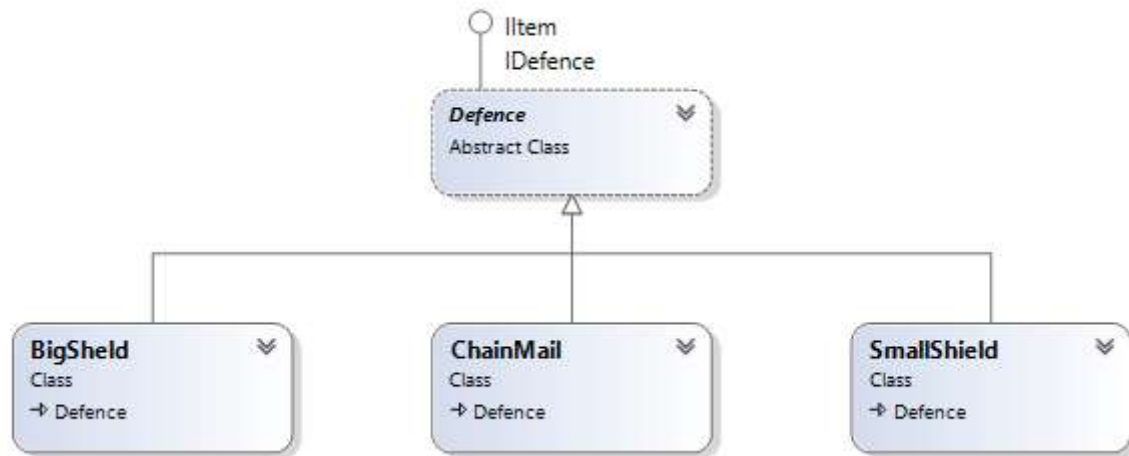 IItem
IDefence
Defence
Abstract Class
BigSheld
Class
Defence
ChainMail
Class
Defence
SmallShield
Class
Defence